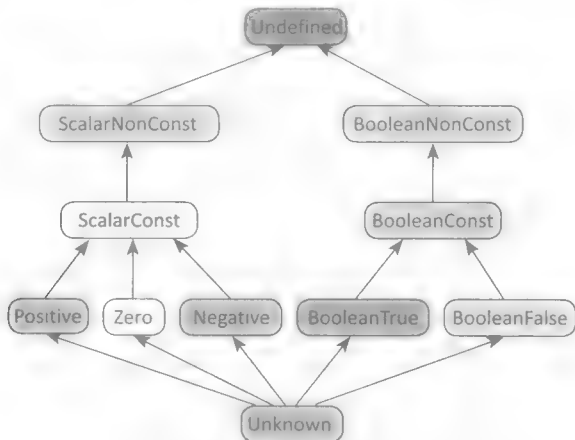 Undefined
ScalarNonConst
BooleanNonConst
ScalarConst
BooleanConst
Positive
Zero
Negative
BooleanTrue
BooleanFalse
Unknown